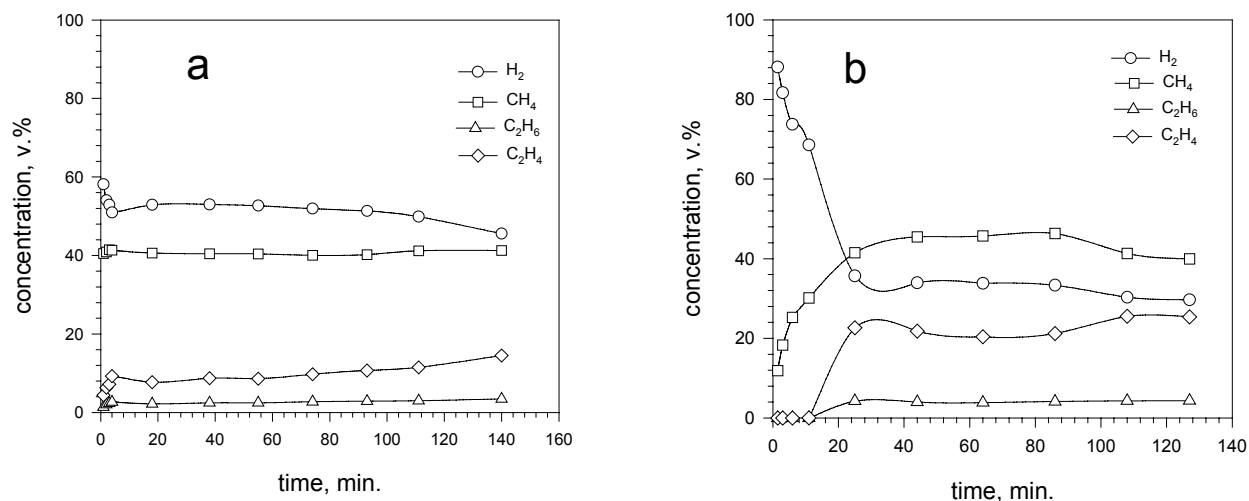 a
H₂
CH₄
C₂H₆
C₂H₄
100
80
60
40
20
0
concentration, v.%
0 20 40 60 80 100 120 140 160
time, min.
b
H₂
CH₄
C₂H₆
C₂H₄
100
80
60
40
20
0
concentration, v.%
0 20 40 60 80 100 120 140
time, min.